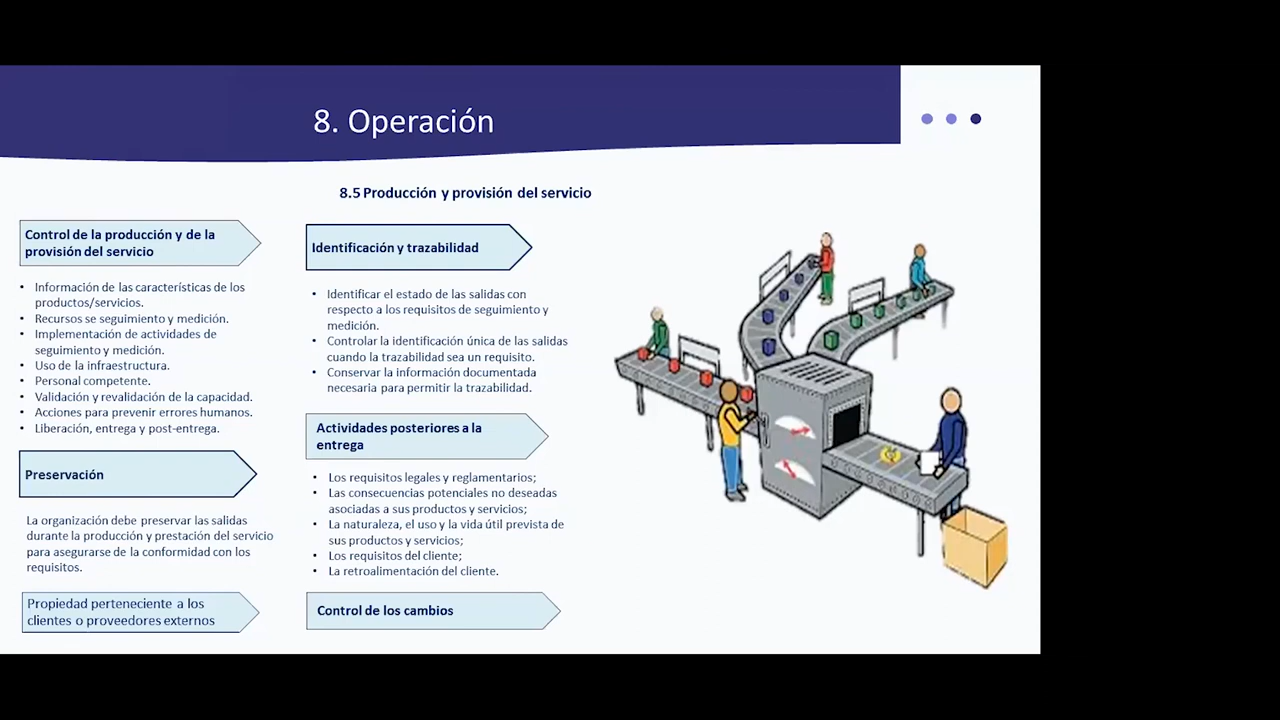 8. Operación
8.5 Producción y provisión del servicio
Control de la producción y de la
provisión del servicio
• Información de las características de los
productos/servicios.
• Recursos se seguimiento y medición.
• Implementación de actividades de
seguimiento y medición.
• Uso de la infraestructura.
• Personal competente.
• Validación y revalidación de la capacidad.
• Acciones para prevenir errores humanos.
• Liberación, entrega y post-entrega.
Preservación
La organización debe preservar las salidas
durante la producción y prestación del servicio
para asegurarse de la conformidad con los
requisitos.
Propiedad perteneciente a los
clientes o proveedores externos
Identificación y trazabilidad
• Identificar el estado de las salidas con
respecto a los requisitos de seguimiento y
medición.
• Controlar la identificación única de las salidas
cuando la trazabilidad sea un requisito.
• Conservar la información documentada
necesaria para permitir la trazabilidad.
Actividades posteriores a la
entrega
• Los requisitos legales y reglamentarios;
• Las consecuencias potenciales no deseadas
asociadas a sus productos y servicios;
• La naturaleza, el uso y la vida útil prevista de
sus productos y servicios;
• Los requisitos del cliente;
• La retroalimentación del cliente.
Control de los cambios